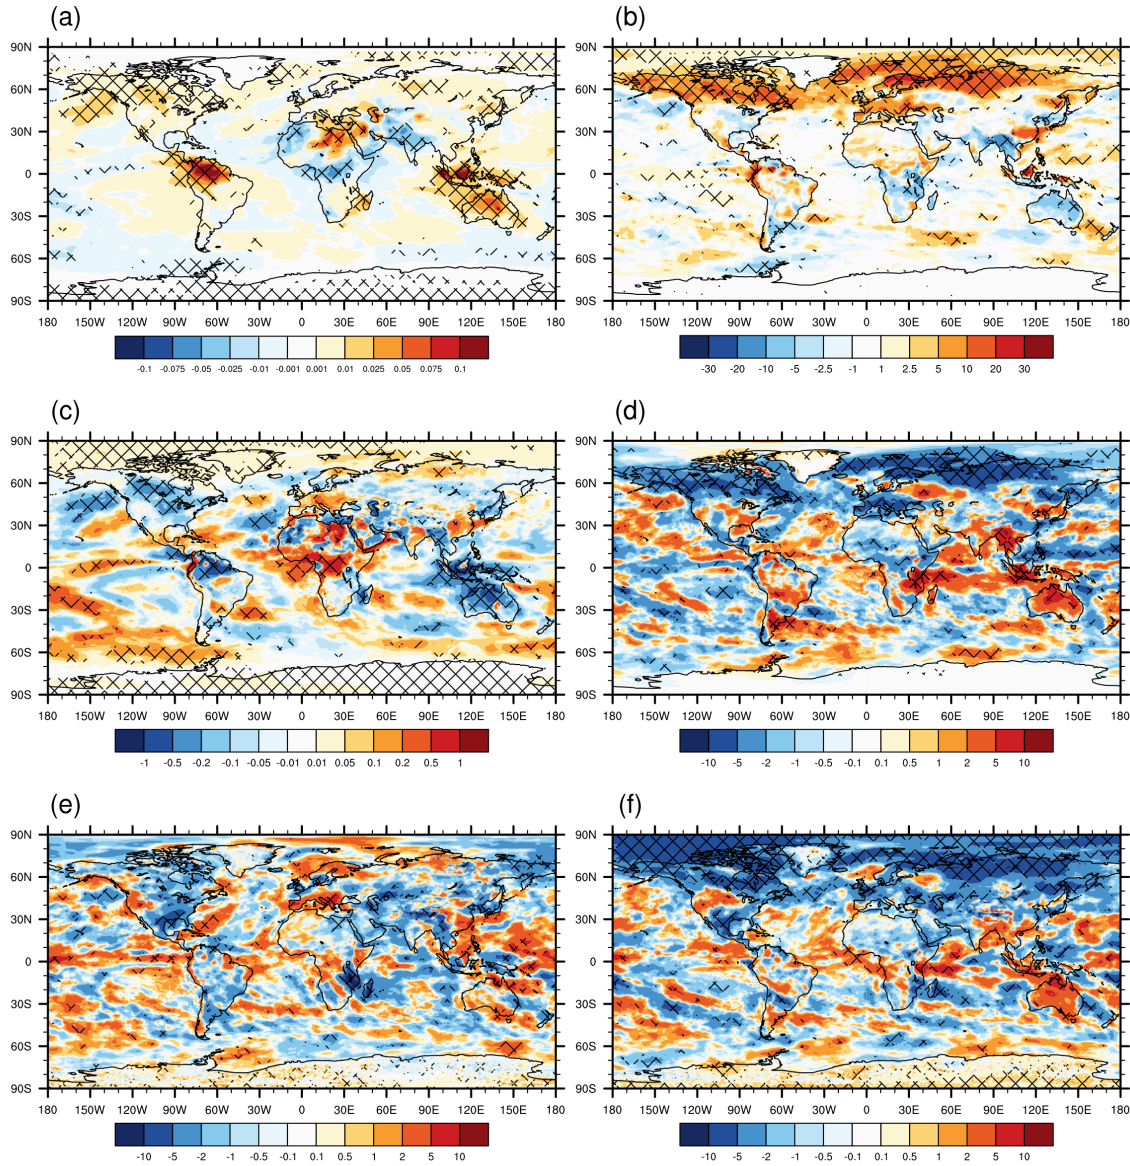 (a)
(b)
90N
60N
30N
0
30S
60S
90S
180 150W 120W 90W 60W 30W 0 30E 60E 90E 120E 150E 180
-0.1 -0.075 -0.05 -0.025 -0.01 -0.001 0.001 0.01 0.025 0.05 0.075 0.1
90N
60N
30N
0
30S
60S
90S
180 150W 120W 90W 60W 30W 0 30E 60E 90E 120E 150E 180
-30 -20 -10 -5 -2.5 -1 1 2.5 5 10 20 30
(c)
(d)
90N
60N
30N
0
30S
60S
90S
180 150W 120W 90W 60W 30W 0 30E 60E 90E 120E 150E 180
-1 -0.5 -0.2 -0.1 -0.05 -0.01 0.01 0.05 0.1 0.2 0.5 1
90N
60N
30N
0
30S
60S
90S
180 150W 120W 90W 60W 30W 0 30E 60E 90E 120E 150E 180
-10 -5 -2 -1 -0.5 -0.1 0.1 0.5 1 2 5 10
(e)
(f)
90N
60N
30N
0
30S
60S
90S
180 150W 120W 90W 60W 30W 0 30E 60E 90E 120E 150E 180
-10 -5 -2 -1 -0.5 -0.1 0.1 0.5 1 2 5 10
90N
60N
30N
0
30S
60S
90S
180 150W 120W 90W 60W 30W 0 30E 60E 90E 120E 150E 180
-10 -5 -2 -1 -0.5 -0.1 0.1 0.5 1 2 5 10